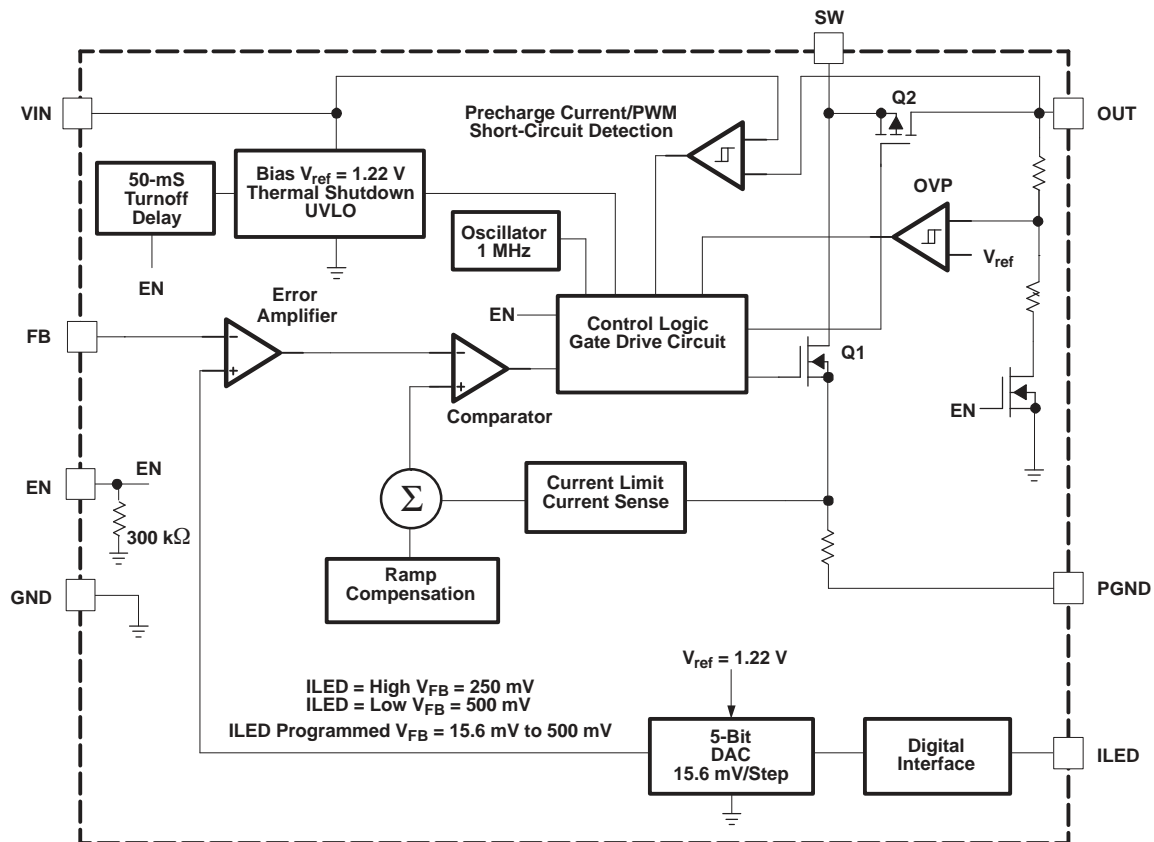 SW
VIN
Precharge Current/PWM
Short-Circuit Detection
Q2
OUT
50-mS
Turnoff
Delay
Bias Vref = 1.22 V
Thermal Shutdown
UVLO
OVP
Oscillator
1 MHz
Vref
EN
Error
Amplifier
EN
FB
Control Logic
Gate Drive Circuit
Q1
Comparator
EN
EN
EN
300 kΩ
Σ
Current Limit
Current Sense
Ramp
Compensation
GND
PGND
Vref = 1.22 V
ILED = High VFB = 250 mV
ILED = Low VFB = 500 mV
ILED Programmed VFB = 15.6 mV to 500 mV
5-Bit
DAC
15.6 mV/Step
Digital
Interface
ILED